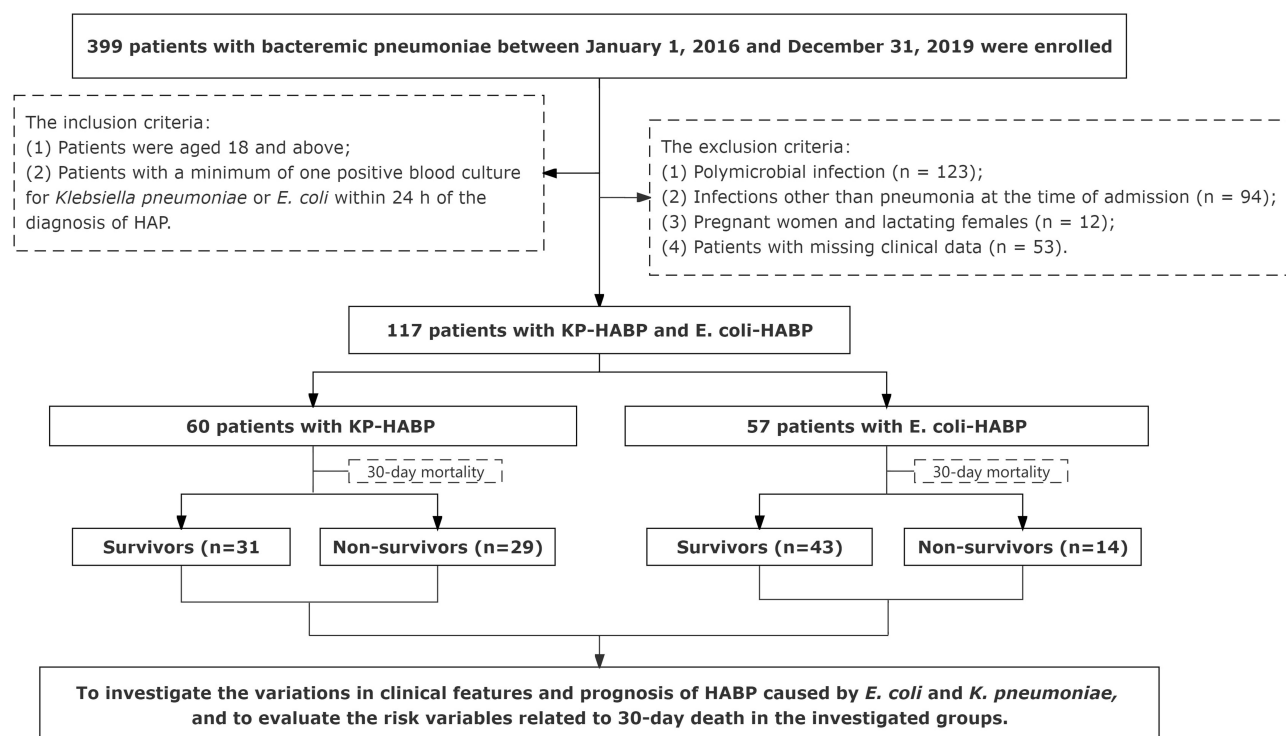 399 patients with bacteremic pneumoniae between January 1, 2016 and December 31, 2019 were enrolled
The inclusion criteria:
(1) Patients were aged 18 and above;
(2) Patients with a minimum of one positive blood culture
for Klebsiella pneumoniae or E. coli within 24 h of the
diagnosis of HAP.
The exclusion criteria:
(1) Polymicrobial infection (n = 123);
(2) Infections other than pneumonia at the time of admission (n = 94);
(3) Pregnant women and lactating females (n = 12);
(4) Patients with missing clinical data (n = 53).
117 patients with KP-HABP and E. coli-HABP
60 patients with KP-HABP
57 patients with E. coli-HABP
30-day mortality
30-day mortality
Survivors (n=31
Non-survivors (n=29)
Survivors (n=43)
Non-survivors (n=14)
To investigate the variations in clinical features and prognosis of HABP caused by E. coli and K. pneumoniae,
and to evaluate the risk variables related to 30-day death in the investigated groups.